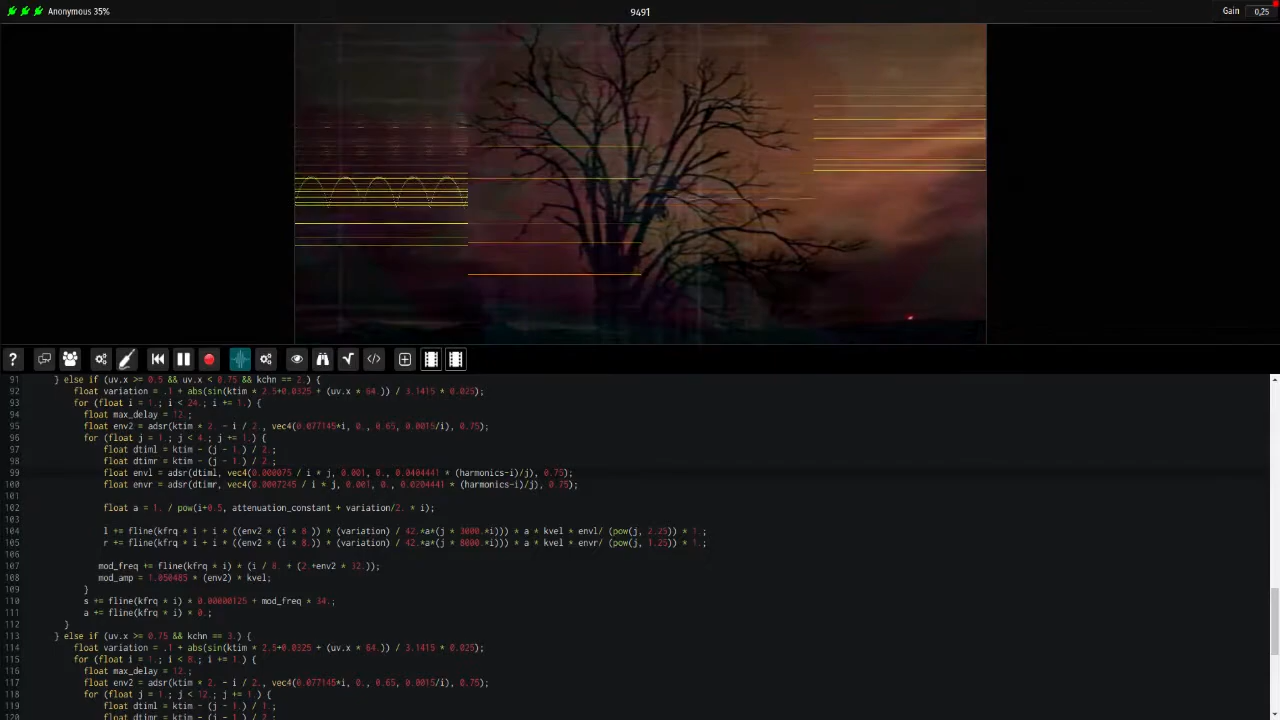 Anonymous 35%
9491
Gain 0,25
91 } else if (uv.x >= 0.5 && uv.x < 0.75 && kchn == 2.) {
92 float variation = .1 + abs(sin(ktim * 2.5+0.0325 + (uv.x * 64.)) / 3.1415 * 0.025);
93 for (float i = 1.; i < 24.; i += 1.) {
94 float max_delay = 12.;
95 float env2 = adsr(ktim * 2. - i / 2., vec4(0.077145*i, 0., 0.65, 0.0015/i), 0.75);
96 for (float j = 1.; j < 4.; j += 1.) {
97 float dtiml = ktim - (j - 1.) / 2.;
98 float dtimr = ktim - (j - 1.) / 2.;
99 float envl = adsr(dtiml, vec4(0.000075 / i * j, 0.001, 0., 0.0404441 * (harmonics-i)/j), 0.75);
100 float envr = adsr(dtimr, vec4(0.0007245 / i * j, 0.001, 0., 0.0204441 * (harmonics-i)/j), 0.75);
101
102 float a = 1. / pow(i+0.5, attenuation_constant + variation/2. * i);
103
104 l += fline(kfrq * i + i * ((env2 * (i * 8.)) * (variation) / 42.*a*(j * 3000.*i))) * a * kvel * envl/ (pow(j, 2.25)) * 1.;
105 r += fline(kfrq * i + i * ((env2 * (i * 8.)) * (variation) / 42.*a*(j * 8000.*i))) * a * kvel * envr/ (pow(j, 1.25)) * 1.;
106
107 mod_freq += fline(kfrq * i) * (i / 8. + (2.+env2 * 32.));
108 mod_amp = 1.050485 * (env2) * kvel;
109 }
110 s += fline(kfrq * i) * 0.00000125 + mod_freq * 34.;
111 a += fline(kfrq * i) * 0.;
112 }
113 } else if (uv.x >= 0.75 && kchn == 3.) {
114 float variation = .1 + abs(sin(ktim * 2.5+0.0325 + (uv.x * 64.)) / 3.1415 * 0.025);
115 for (float i = 1.; i < 8.; i += 1.) {
116 float max_delay = 12.;
117 float env2 = adsr(ktim * 2. - i / 2., vec4(0.077145*i, 0., 0.65, 0.0015/i), 0.75);
118 for (float j = 1.; j < 12.; j += 1.) {
119 float dtiml = ktim - (j - 1.) / 1.;
120 float dtimr = ktim - (j - 1.) / 2.;